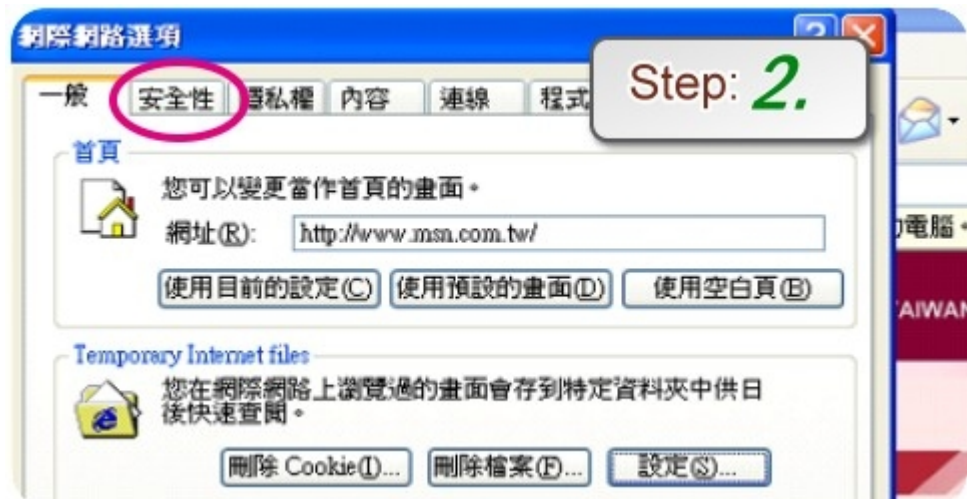 網際網路選項
Step: 2.
一般 安全性 隱私權 內容 連線 程式
首頁
您可以變更當作首頁的畫面。
網址(R): http://www.msn.com.tw/
使用目前的設定(C) 使用預設的畫面(D) 使用空白頁(B)
Temporary Internet files
您在網際網路上瀏覽過的畫面會存到特定資料夾中供日
後快速查閱。
刪除 Cookie(I)... 刪除檔案(F)... 設定(S)...
電腦。
TAIWAN